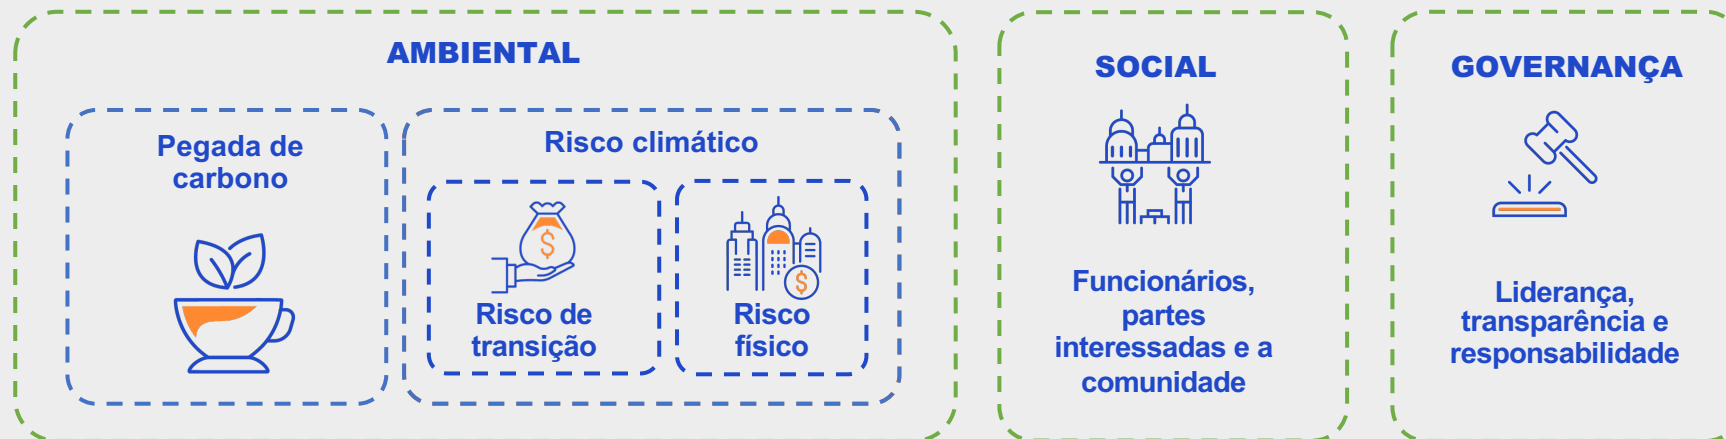 AMBIENTAL
Pegada de
carbono
Risco climático
$
Risco de
transição
$
Risco
físico
SOCIAL
Funcionários,
partes
interessadas e a
comunidade
GOVERNANÇA
Liderança,
transparência e
responsabilidade